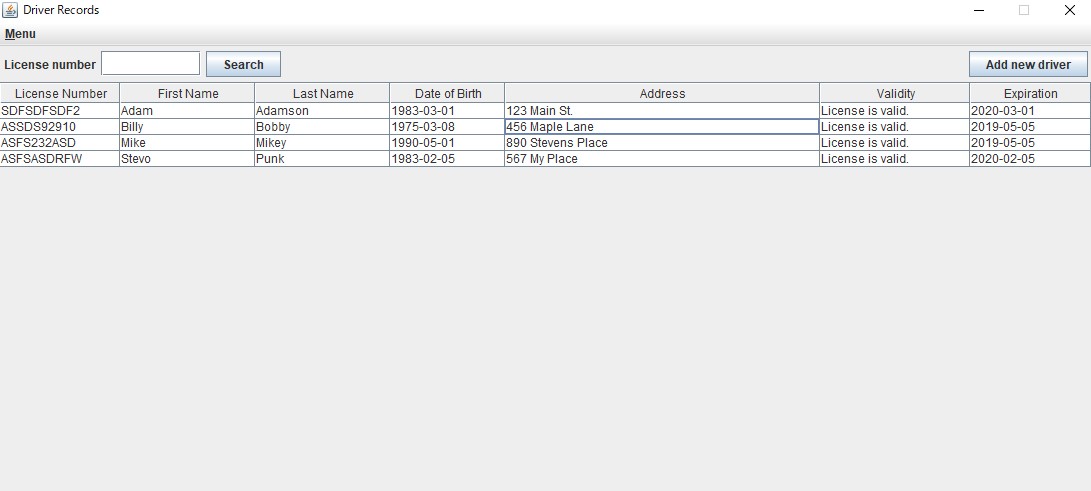 Driver Records
Menu
License number Search Add new driver
License Number First Name Last Name Date of Birth Address Validity Expiration
SDFSDFSDF2 Adam Adamson 1983-03-01 123 Main St. License is valid. 2020-03-01
ASSDS92910 Billy Bobby 1975-03-08 456 Maple Lane License is valid. 2019-05-05
ASFS232ASD Mike Mikey 1990-05-01 890 Stevens Place License is valid. 2019-05-05
ASFSASDRFW Stevo Punk 1983-02-05 567 My Place License is valid. 2020-02-05